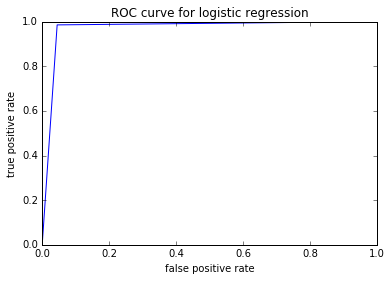 ROC curve for logistic regression
true positive rate
1.0
0.8
0.6
0.4
0.2
0.0
0.0 0.2 0.4 0.6 0.8 1.0
false positive rate